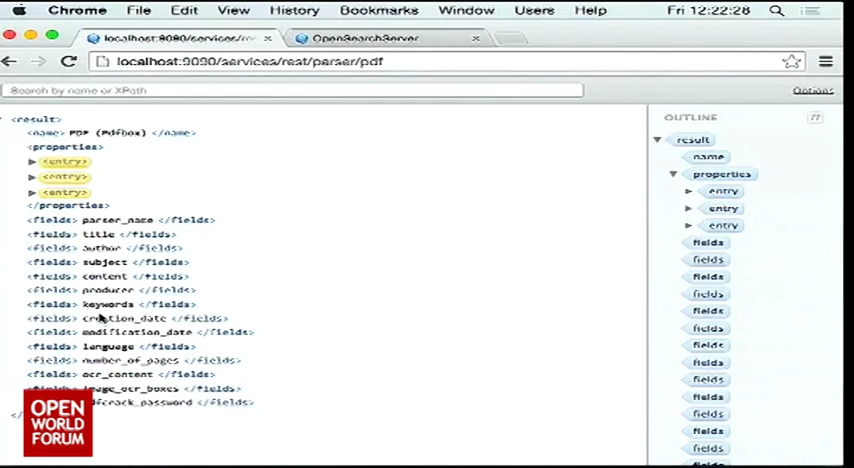 Chrome File Edit View History Bookmarks Window Users Help Fri 12:22:28
localhost:9090/services/re × OpenSearchServer ×
localhost:9090/services/rest/parser/pdf
Search by name or XPath Options
<result>
<name> PDF (Pdfbox) </name>
<properties>
<entry>
<entry>
<entry>
</properties>
<fields> parser_name </fields>
<fields> title </fields>
<fields> author </fields>
<fields> subject </fields>
<fields> content </fields>
<fields> producer </fields>
<fields> keywords </fields>
<fields> creation_date </fields>
<fields> modification_date </fields>
<fields> language </fields>
<fields> number_of_pages </fields>
<fields> ocr_content </fields>
<fields> image_ocr_boxes </fields>
pdfcrack_password </fields>
OPEN
WORLD
FORUM
OUTLINE
result
name
properties
entry
entry
entry
fields
fields
fields
fields
fields
fields
fields
fields
fields
fields
fields
fields
fields